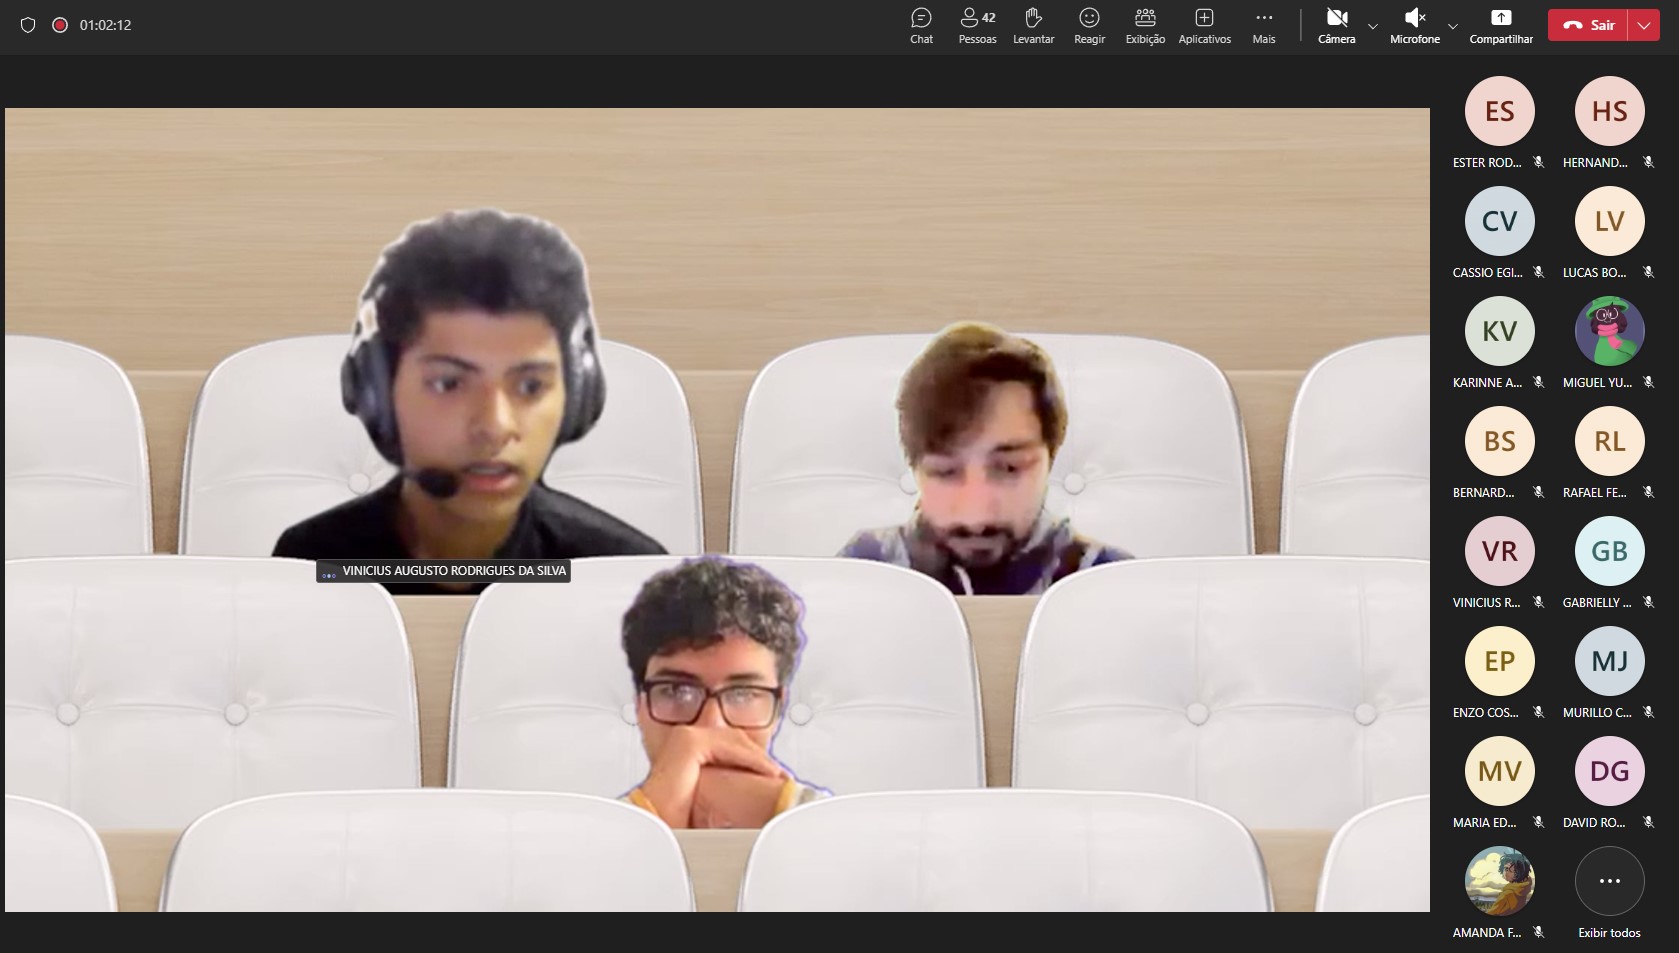 01:02:12
Chat
42
Pessoas
Levantar
Reagir
Exibição
Aplicativos
Mais
Câmera
Microfone
Compartilhar
Sair
ES
HS
ESTER ROD...
HERNAND...
CV
LV
CASSIO EGI...
LUCAS BO...
KV
KARINNE A...
MIGUEL YU...
BS
RL
BERNARD...
RAFAEL FE...
VR
GB
VINICIUS R...
GABRIELLY ...
EP
MJ
ENZO COS...
MURILLO C...
MV
DG
MARIA ED...
DAVID RO...
AMANDA F...
Exibir todos
VINICIUS AUGUSTO RODRIGUES DA SILVA